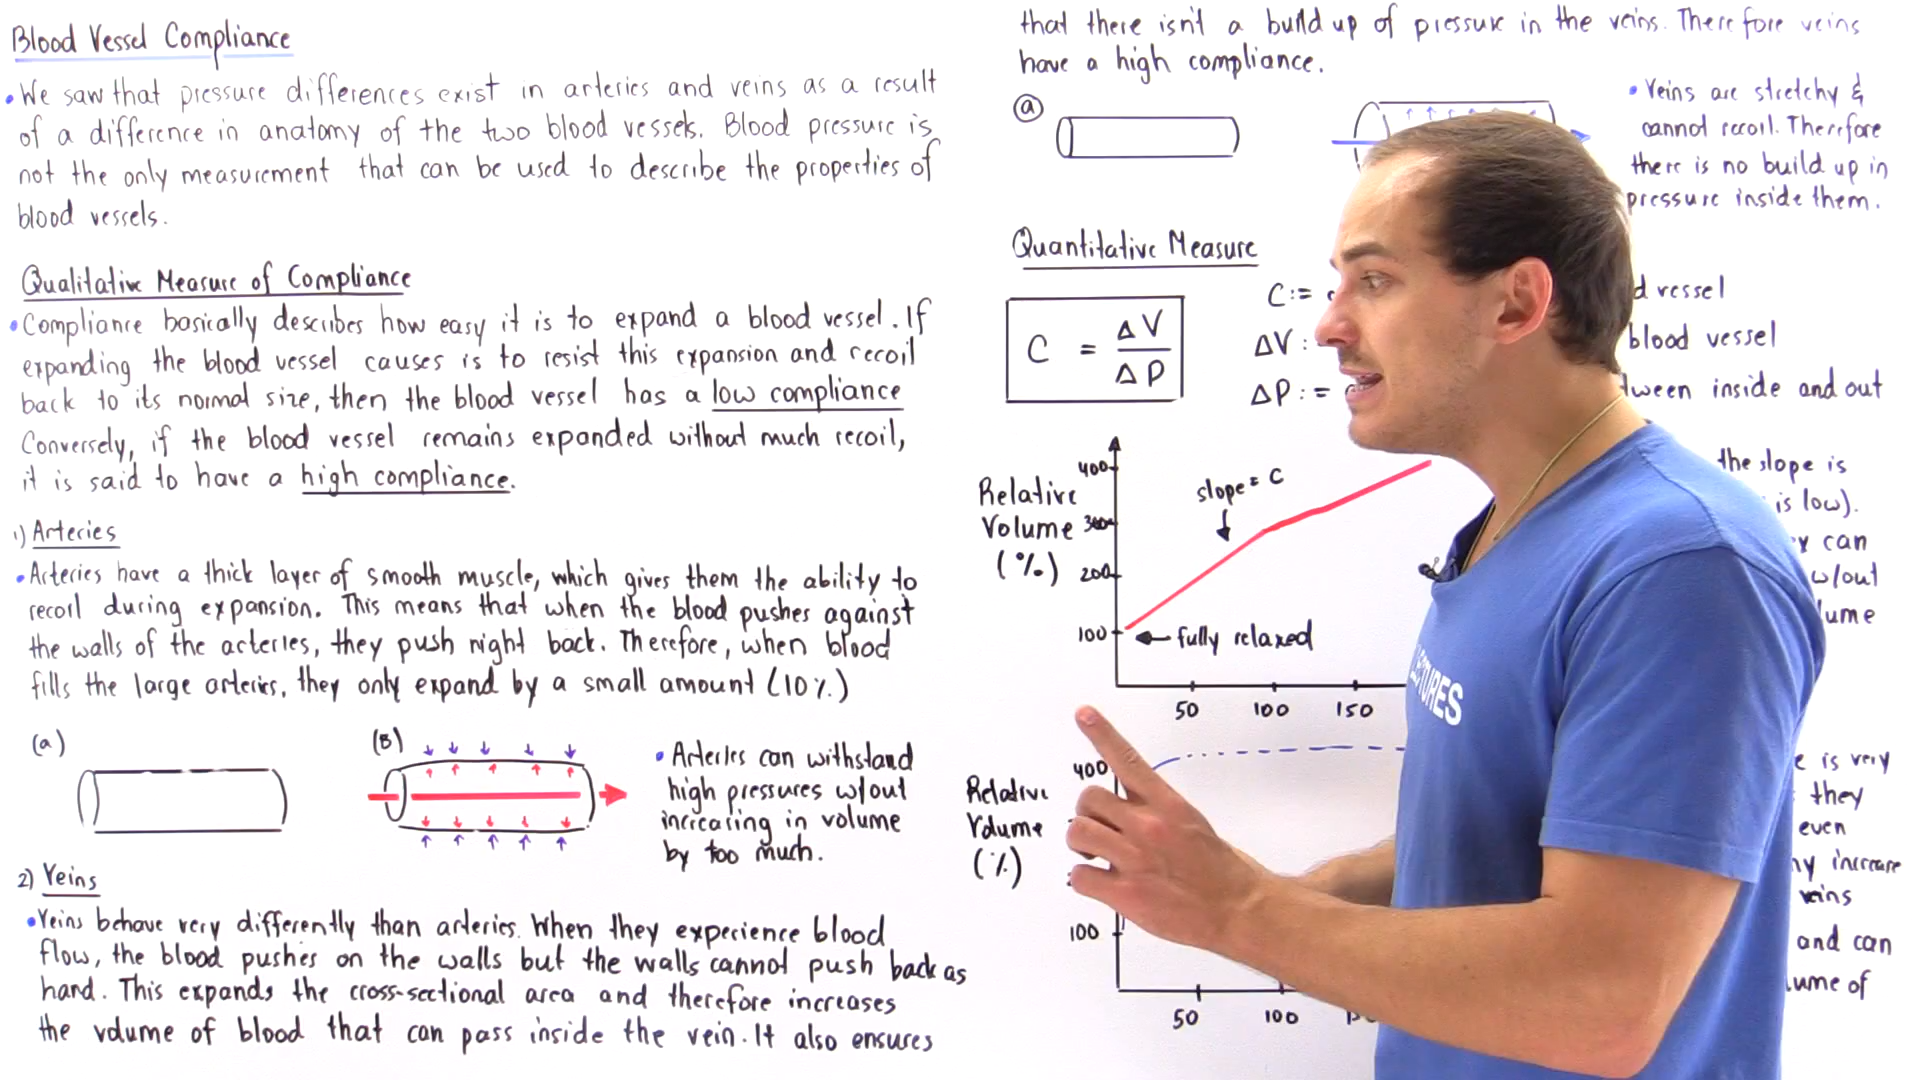 Blood Vessel Compliance
• We saw that pressure differences exist in arteries and veins as a result
of a difference in anatomy of the two blood vessels. Blood pressure is
not the only measurement that can be used to describe the properties of
blood vessels.
Qualitative Measure of Compliance
• Compliance basically describes how easy it is to expand a blood vessel. If
expanding the blood vessel causes is to resist this expansion and recoil
back to its normal size, then the blood vessel has a low compliance
Conversely, if the blood vessel remains expanded without much recoil,
it is said to have a high compliance.
1) Arteries
• Arteries have a thick layer of smooth muscle, which gives them the ability to
recoil during expansion. This means that when the blood pushes against
the walls of the arteries, they push right back. Therefore, when blood
fills the large arteries, they only expand by a small amount (10%)
(a)
(B)
• Arteries can withstand
high pressures w/out
increasing in volume
by too much.
2) Veins
• Veins behave very differently than arteries. When they experience blood
flow, the blood pushes on the walls but the walls cannot push back as
hard. This expands the cross-sectional area and therefore increases
the volume of blood that can pass inside the vein. It also ensures
that there isn't a build up of pressure in the veins. Therefore veins
have a high compliance.
a
• Veins are stretchy &
cannot recoil. Therefore
there is no build up in
pressure inside them.
Quantitative Measure
C = ΔV / ΔP
C := d vessel
ΔV : blood vessel
ΔP : = tween inside and out
Relative
Volume
(%)
400
300
200
100
slope = C
← fully relaxed
50 100 150
the slope is
is low).
can
w/out
lume
Relative
Volume
(%)
400
100
50 100
is very
they
even
increase
veins
and can
ume of
CTURES